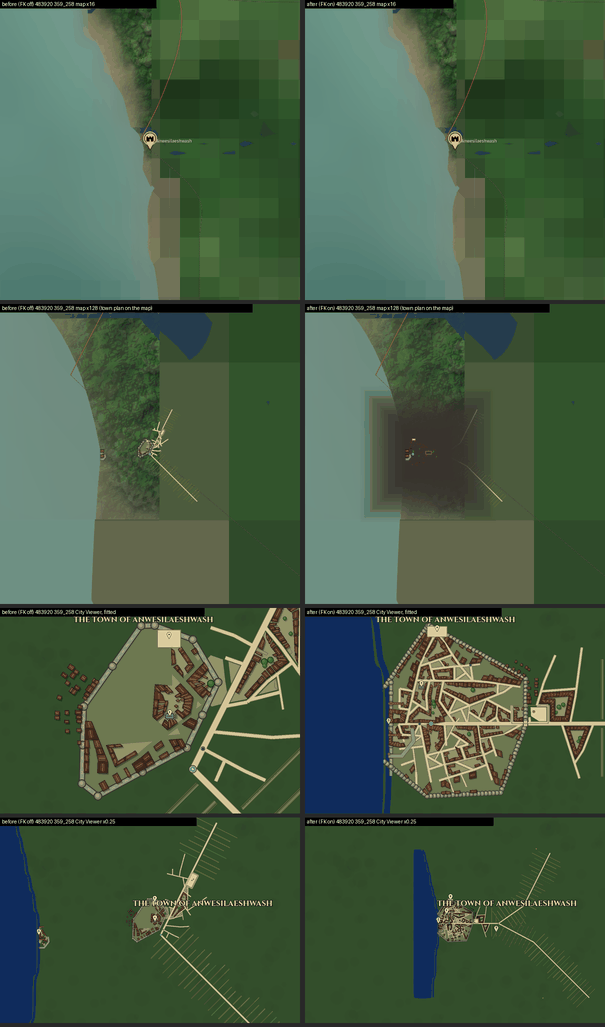 before (FK off) 483920 359_258 map x16
after (FK on) 483920 359_258 map x16
Anwesilaeshwash
Anwesilaeshwash
before (FK off) 483920 359_258 map x128 (town plan on the map)
after (FK on) 483920 359_258 map x128 (town plan on the map)
before (FK off) 483920 359_258 City Viewer, fitted
after (FK on) 483920 359_258 City Viewer, fitted
THE TOWN OF ANWESILAESHWASH
THE TOWN OF ANWESILAESHWASH
before (FK off) 483920 359_258 City Viewer x0.25
after (FK on) 483920 359_258 City Viewer x0.25
THE TOWN OF ANWESILAESHWASH
THE TOWN OF ANWESILAESHWASH